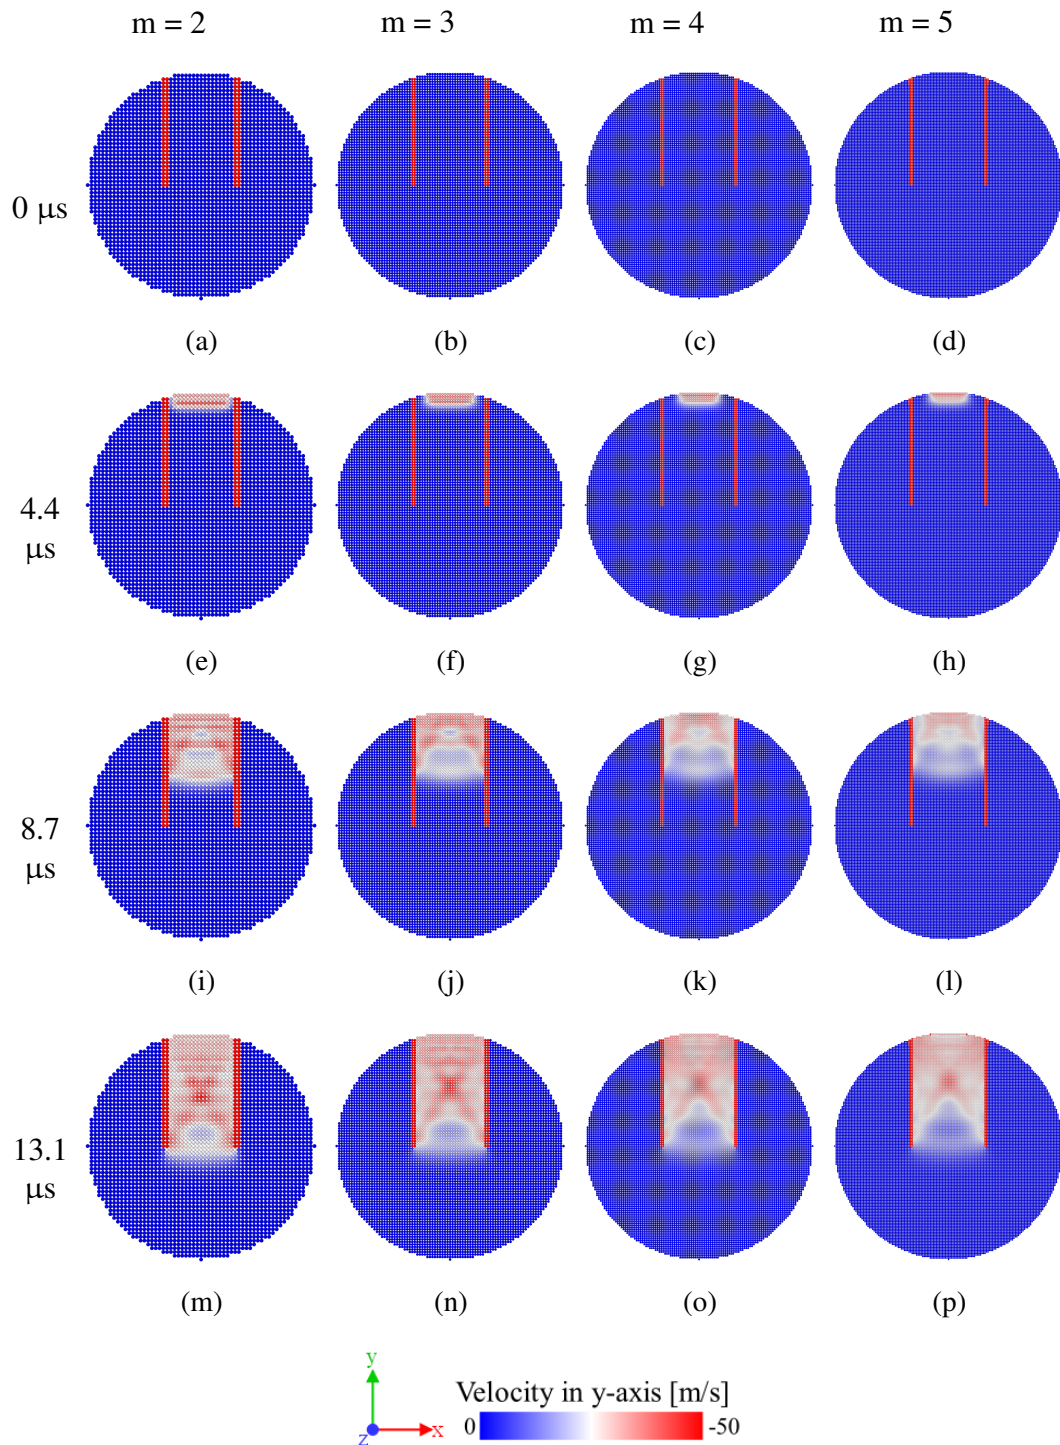 m = 2 m = 3 m = 4 m = 5
0 μs
(a) (b) (c) (d)
4.4
μs
(e) (f) (g) (h)
8.7
μs
(i) (j) (k) (l)
13.1
μs
(m) (n) (o) (p)
y
x
z
Velocity in y-axis [m/s]
0 -50